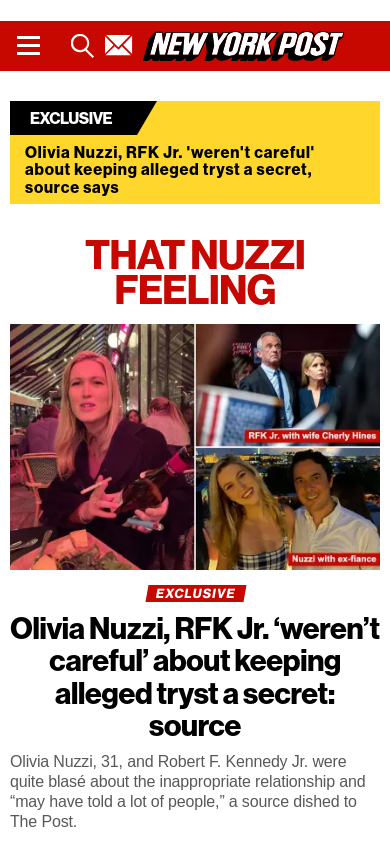 NEW YORK POST
EXCLUSIVE
Olivia Nuzzi, RFK Jr. 'weren't careful'
about keeping alleged tryst a secret,
source says
THAT NUZZI
FEELING
RFK Jr. with wife Cherly Hines
Nuzzi with ex-fiance
EXCLUSIVE
Olivia Nuzzi, RFK Jr. ‘weren’t
careful’ about keeping
alleged tryst a secret:
source
Olivia Nuzzi, 31, and Robert F. Kennedy Jr. were
quite blasé about the inappropriate relationship and
“may have told a lot of people,” a source dished to
The Post.